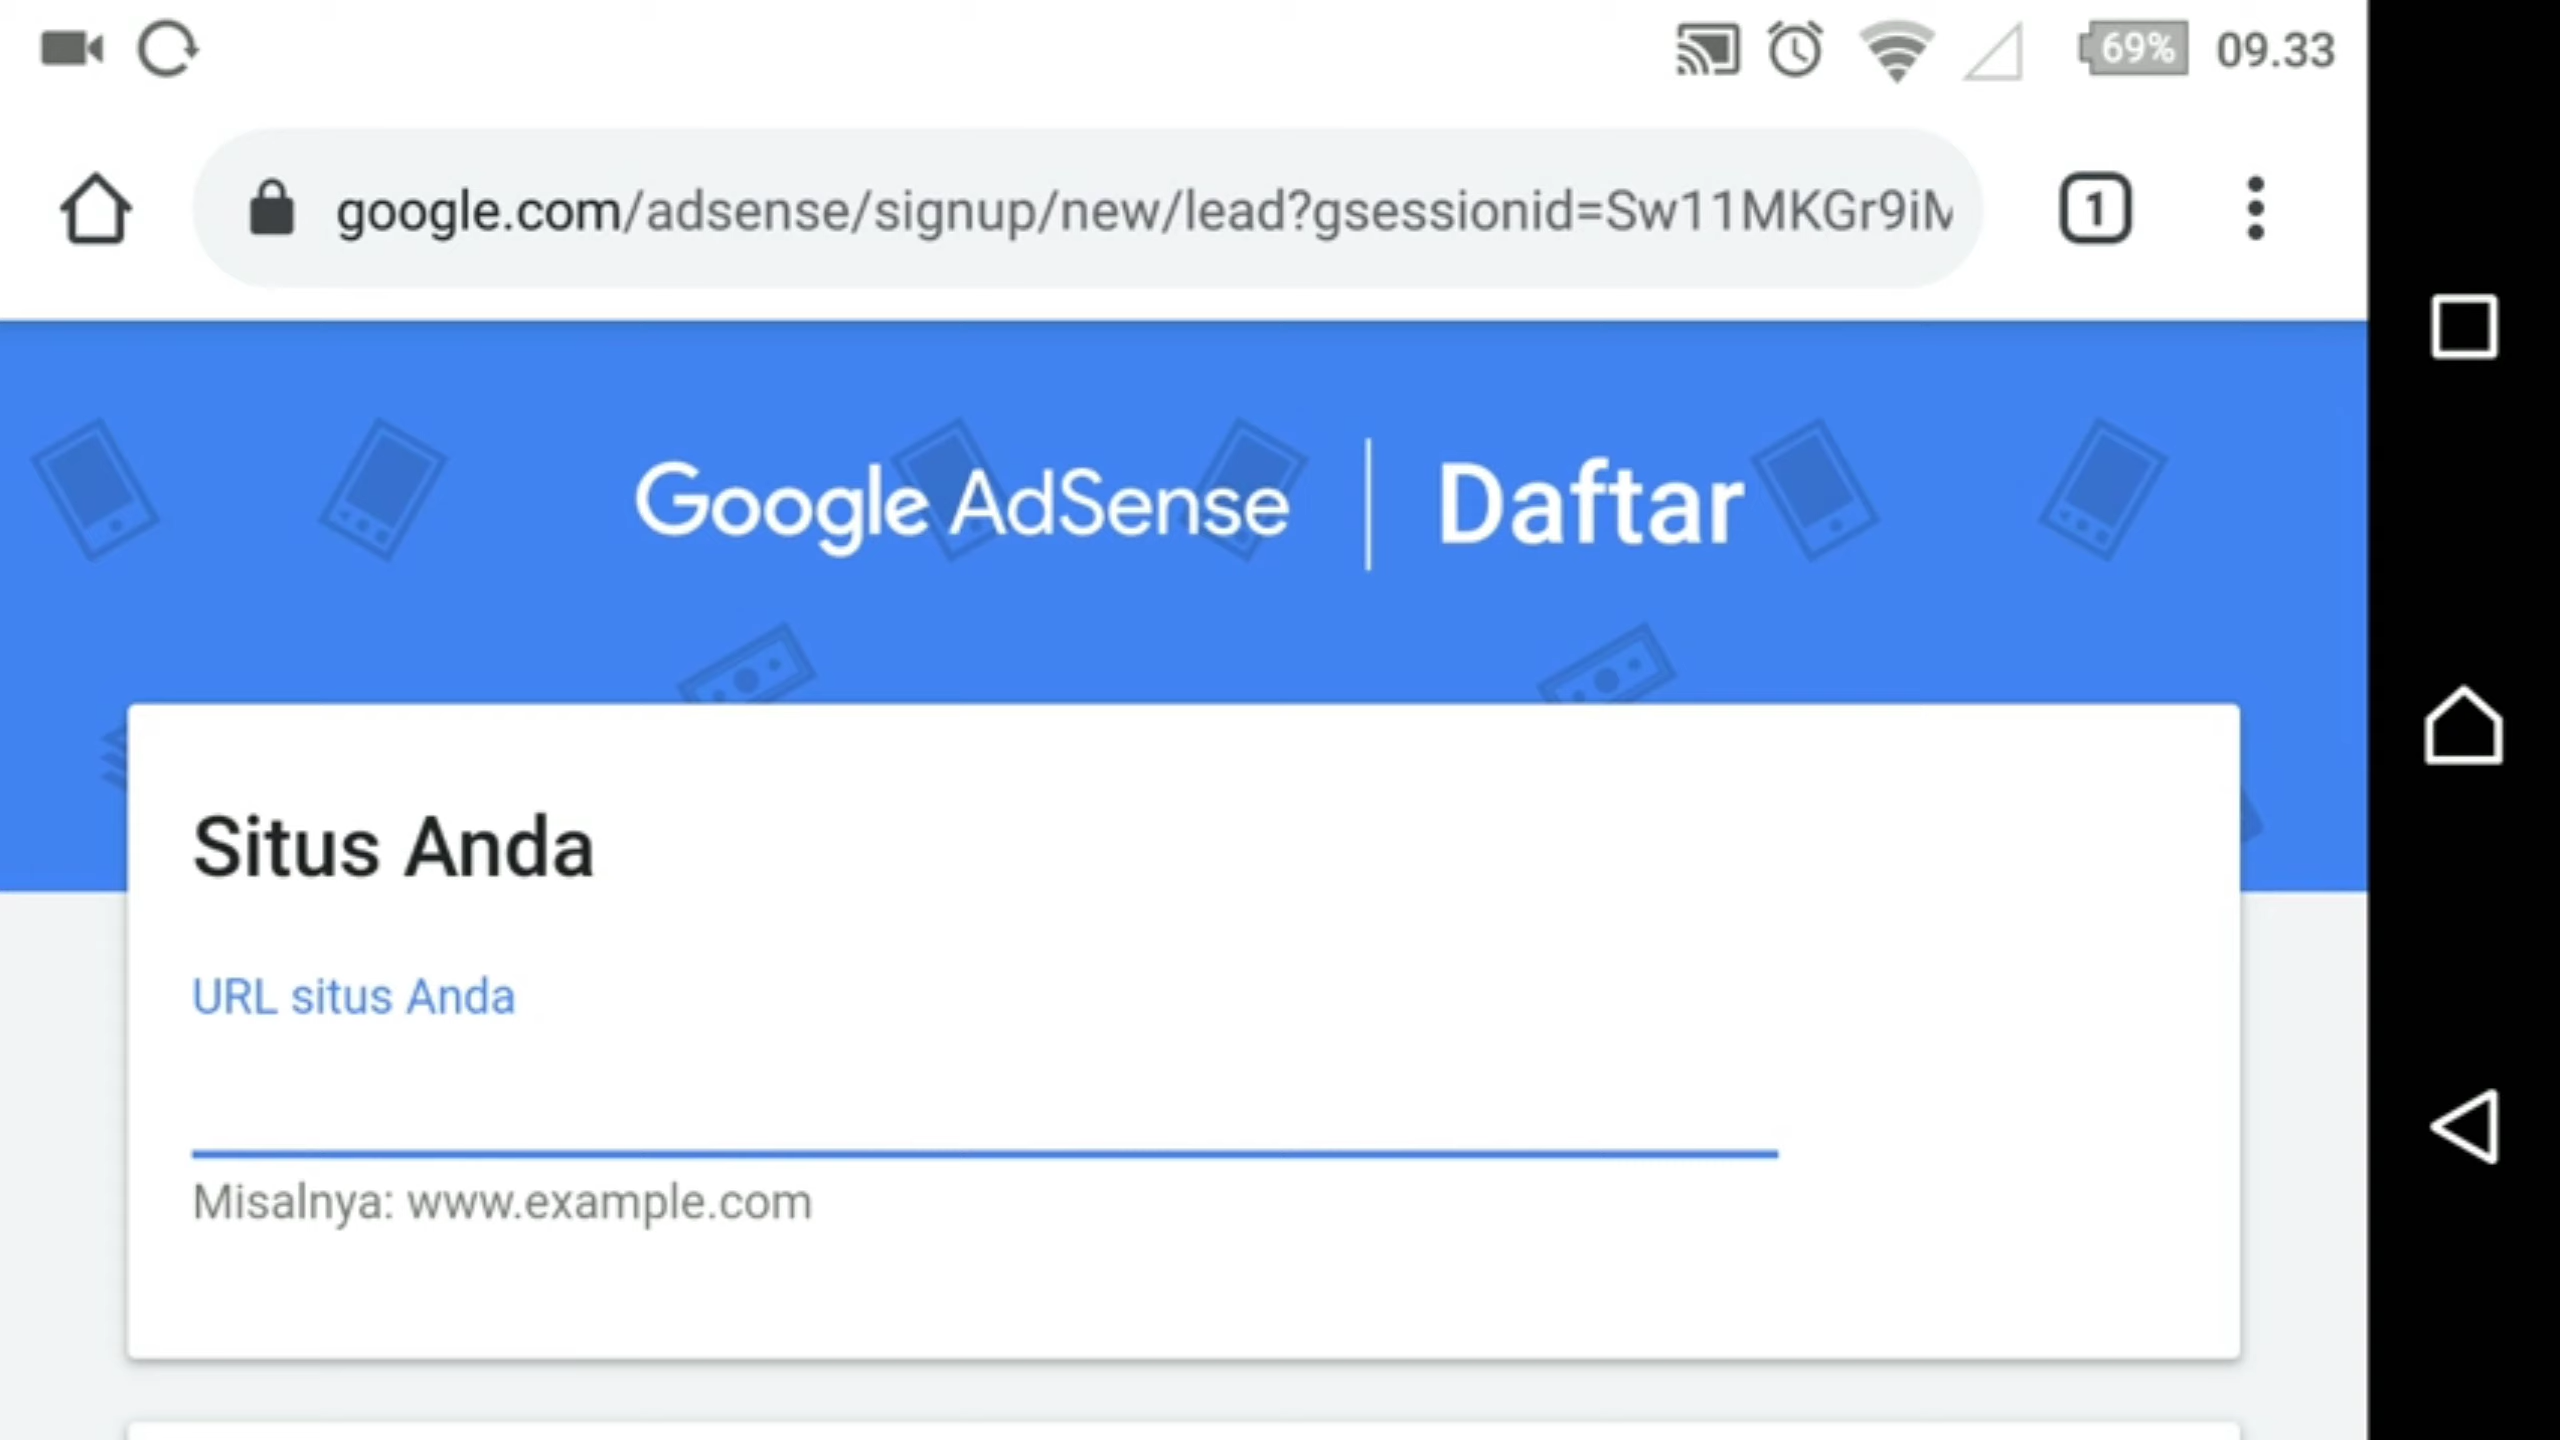 69% 09.33
google.com/adsense/signup/new/lead?gsessionid=Sw11MKGr9iM
1
Google AdSense | Daftar
Situs Anda
URL situs Anda
Misalnya: www.example.com